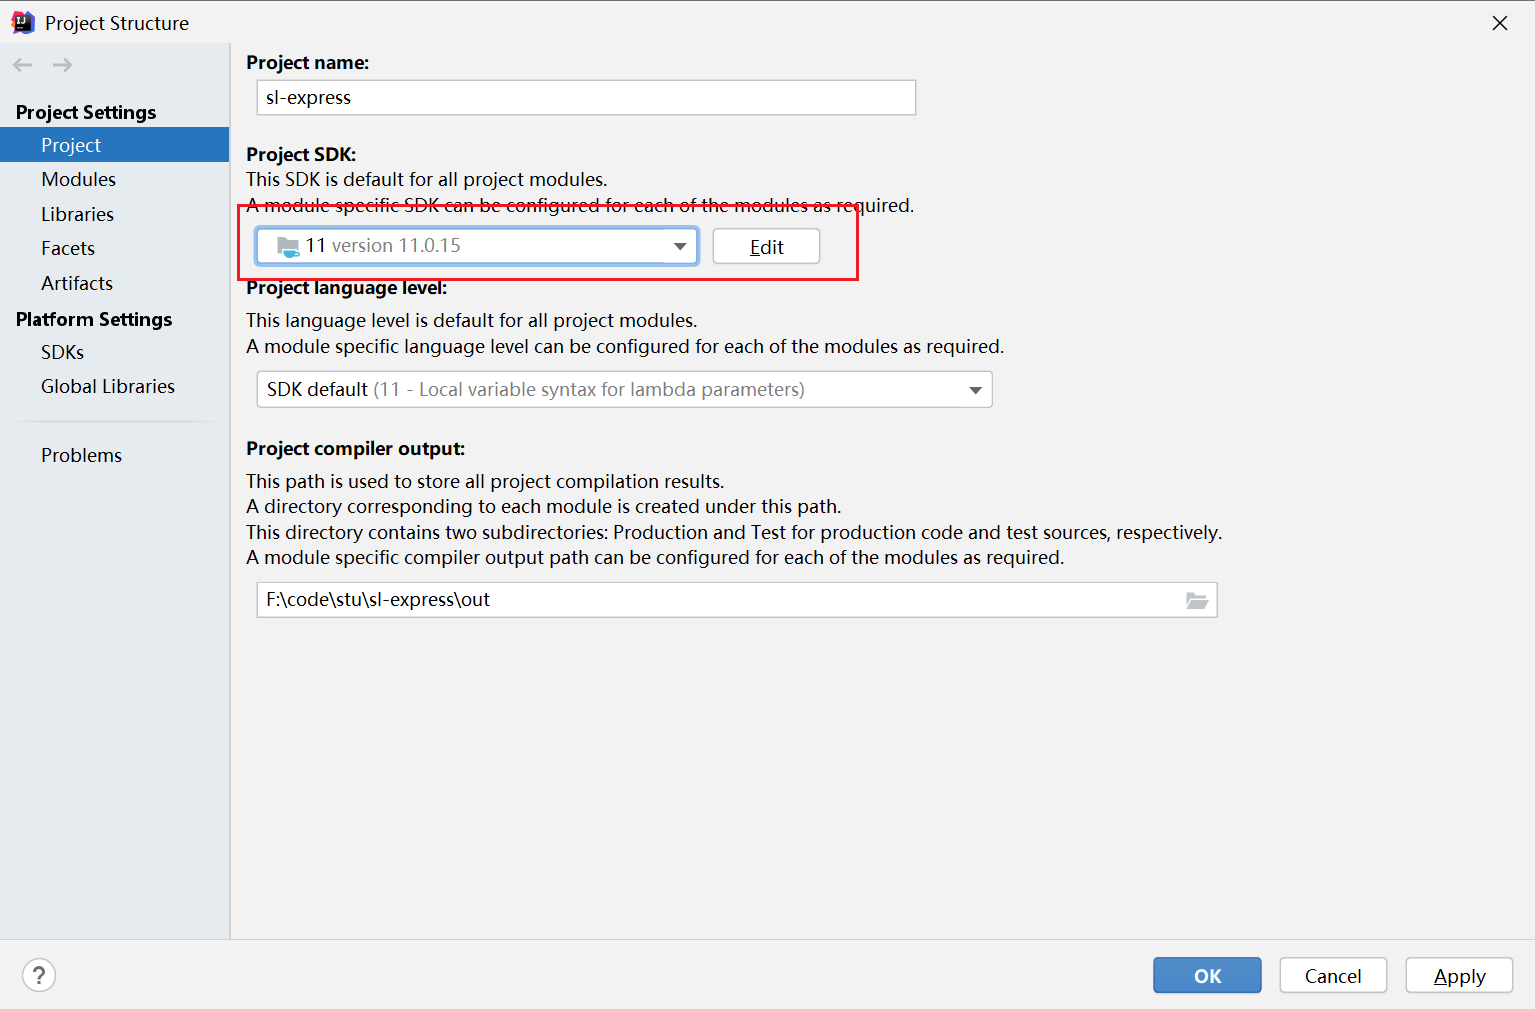 Project Structure
Project Settings
Project
Modules
Libraries
Facets
Artifacts
Platform Settings
SDKs
Global Libraries
Problems
Project name:
sl-express
Project SDK:
This SDK is default for all project modules.
A module specific SDK can be configured for each of the modules as required.
11 version 11.0.15
Edit
Project language level:
This language level is default for all project modules.
A module specific language level can be configured for each of the modules as required.
SDK default (11 - Local variable syntax for lambda parameters)
Project compiler output:
This path is used to store all project compilation results.
A directory corresponding to each module is created under this path.
This directory contains two subdirectories: Production and Test for production code and test sources, respectively.
A module specific compiler output path can be configured for each of the modules as required.
F:\code\stu\sl-express\out
?
OK
Cancel
Apply